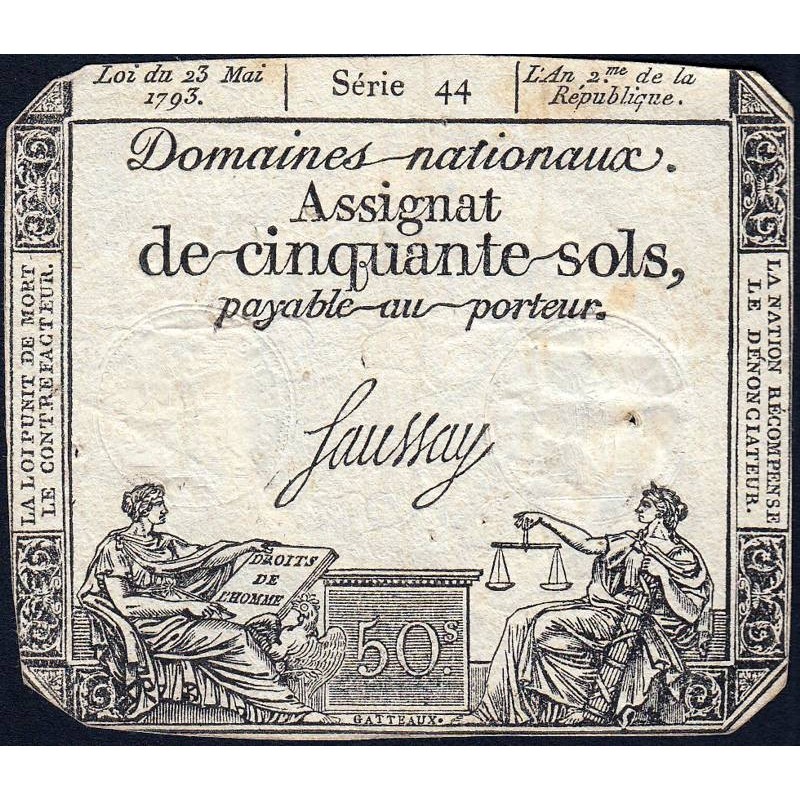 Loi du 23 Mai
1793.
Série 44
L'An 2.me de la
République.
Domaines nationaux.
Assignat
de cinquante sols,
payable au porteur.
LA LOI PUNIT DE MORT
LE CONTREFACTEUR.
LA NATION RÉCOMPENSE
LE DÉNONCIATEUR.
Saussay
DROITS
DE
L'HOMME
50.s
GATTEAUX.